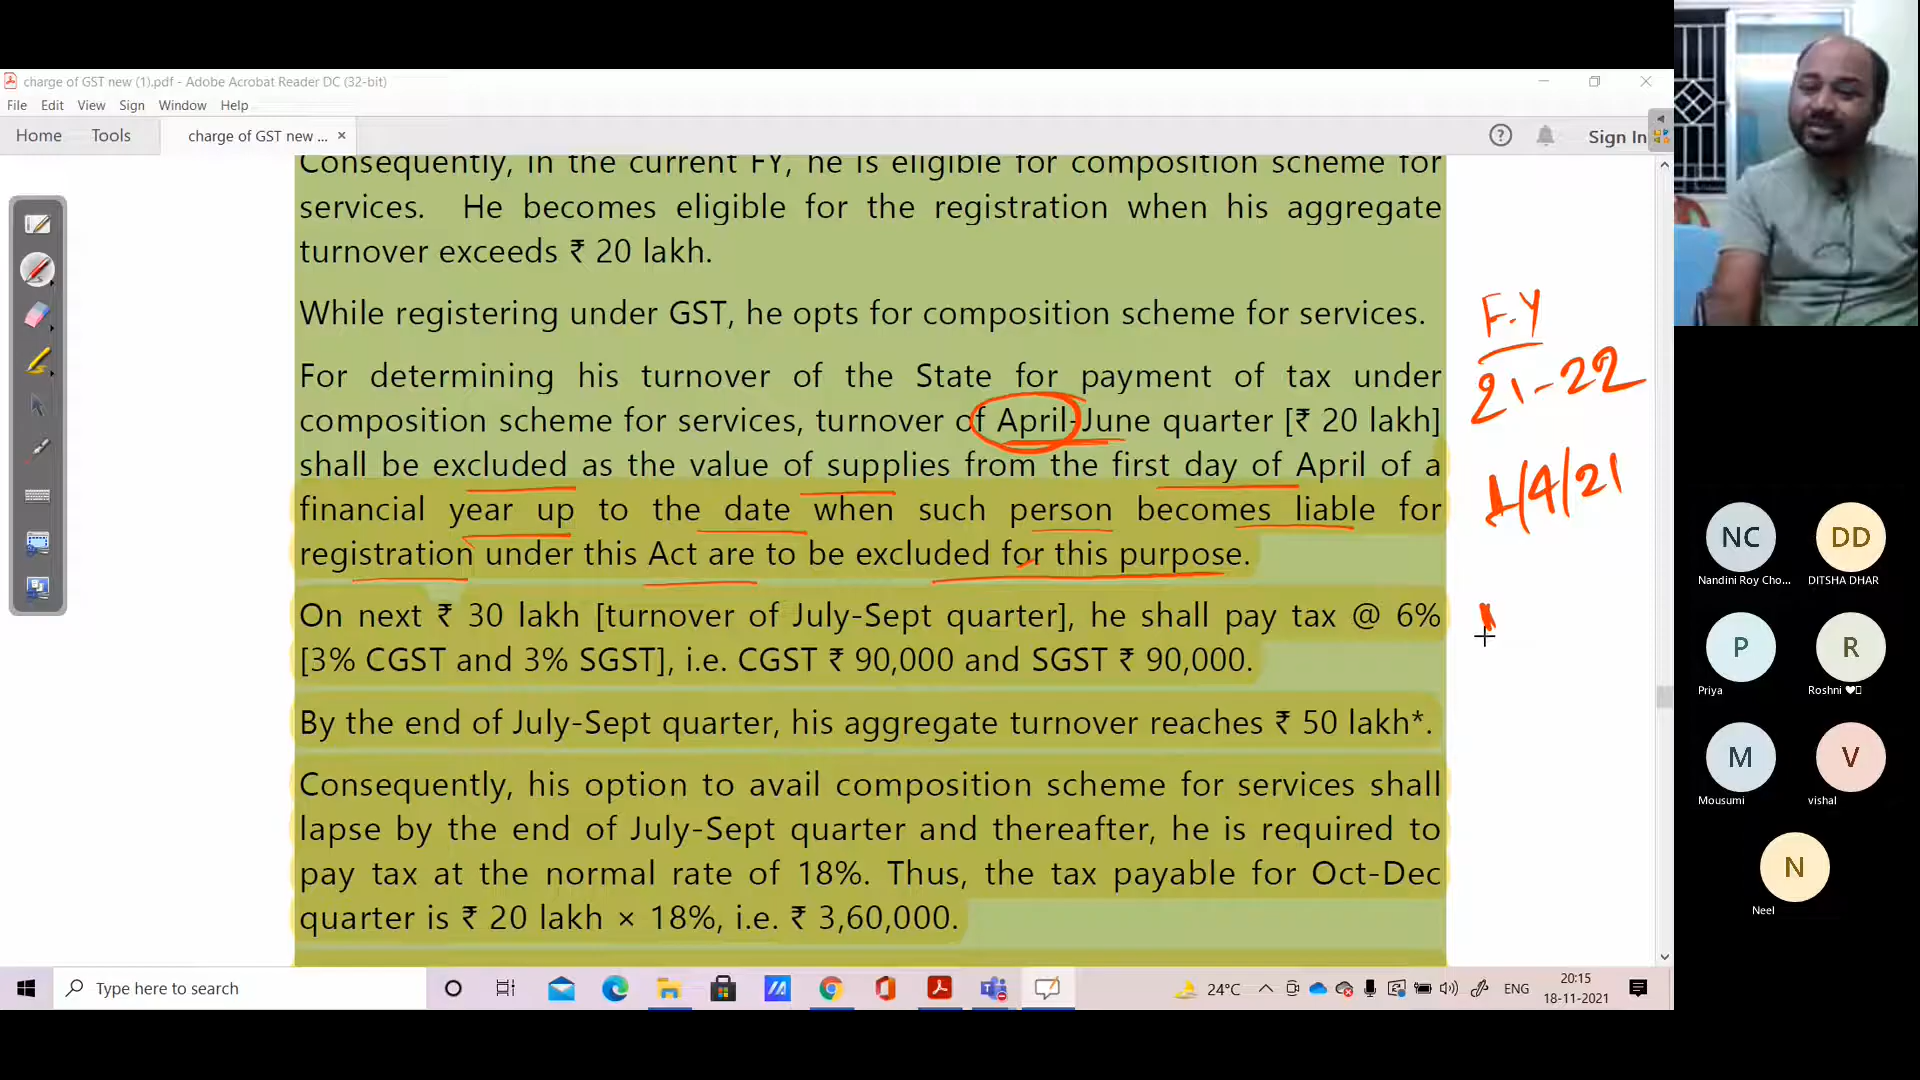 charge of GST new (1).pdf - Adobe Acrobat Reader DC (32-bit)
File Edit View Sign Window Help
Home Tools charge of GST new ... × Sign In
Consequently, in the current FY, he is eligible for composition scheme for
services. He becomes eligible for the registration when his aggregate
turnover exceeds ₹ 20 lakh.
While registering under GST, he opts for composition scheme for services.
For determining his turnover of the State for payment of tax under
composition scheme for services, turnover of April-June quarter [₹ 20 lakh]
shall be excluded as the value of supplies from the first day of April of a
financial year up to the date when such person becomes liable for
registration under this Act are to be excluded for this purpose.
On next ₹ 30 lakh [turnover of July-Sept quarter], he shall pay tax @ 6%
[3% CGST and 3% SGST], i.e. CGST ₹ 90,000 and SGST ₹ 90,000.
By the end of July-Sept quarter, his aggregate turnover reaches ₹ 50 lakh*.
Consequently, his option to avail composition scheme for services shall
lapse by the end of July-Sept quarter and thereafter, he is required to
pay tax at the normal rate of 18%. Thus, the tax payable for Oct-Dec
quarter is ₹ 20 lakh × 18%, i.e. ₹ 3,60,000.
F.Y
21-22
1/4/21
NC
Nandini Roy Cho...
DD
DITSHA DHAR
P
Priya
R
Roshni
M
Mousumi
V
vishal
N
Neel
Type here to search
24°C
ENG
20:15
18-11-2021